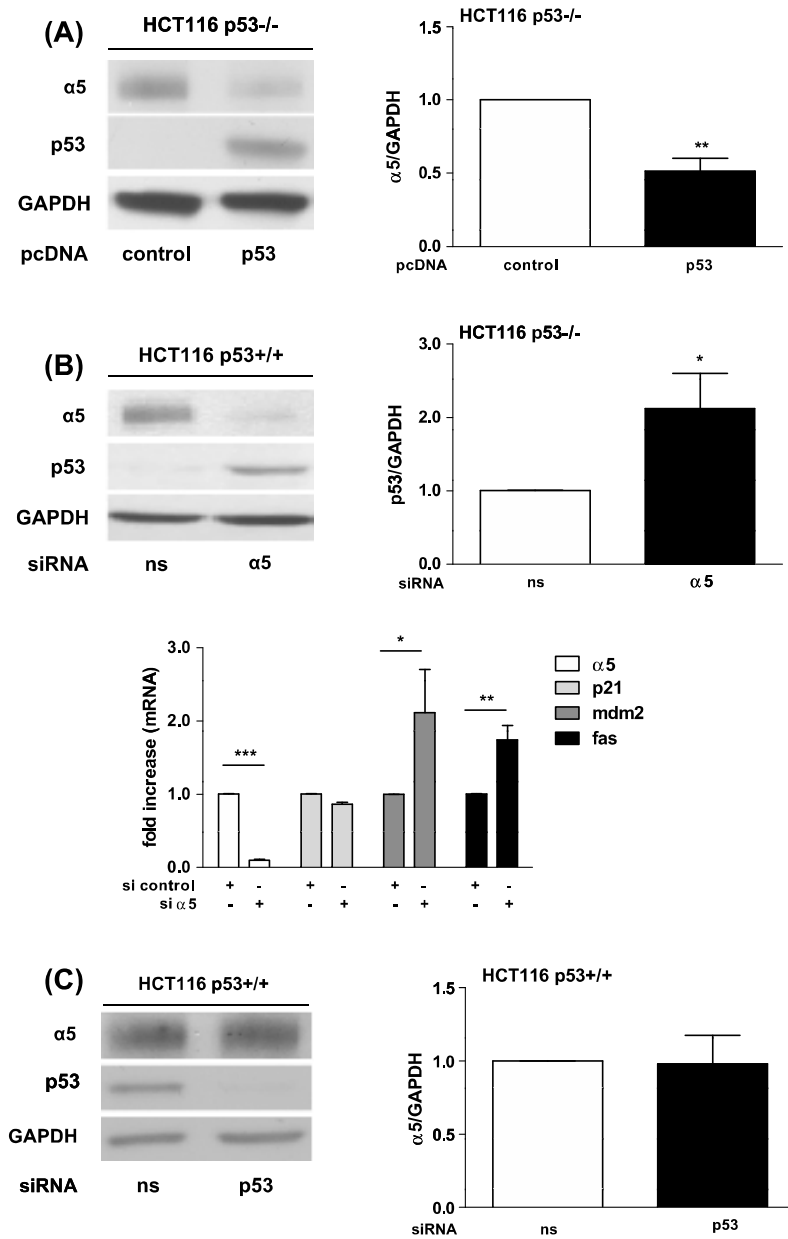 (A)
HCT116 p53-/-
α5
p53
GAPDH
pcDNA control p53
HCT116 p53-/-
α5/GAPDH
1.5
1.0
0.5
0.0
**
pcDNA control p53
(B)
HCT116 p53+/+
α5
p53
GAPDH
siRNA ns α5
HCT116 p53-/-
p53/GAPDH
3.0
2.0
1.0
0.0
*
siRNA ns α5
fold increase (mRNA)
3.0
2.0
1.0
0.0
***
*
**
si control + - + - + - + -
si α5 - + - + - + - +
α5
p21
mdm2
fas
(C)
HCT116 p53+/+
α5
p53
GAPDH
siRNA ns p53
HCT116 p53+/+
α5/GAPDH
1.5
1.0
0.5
0.0
siRNA ns p53